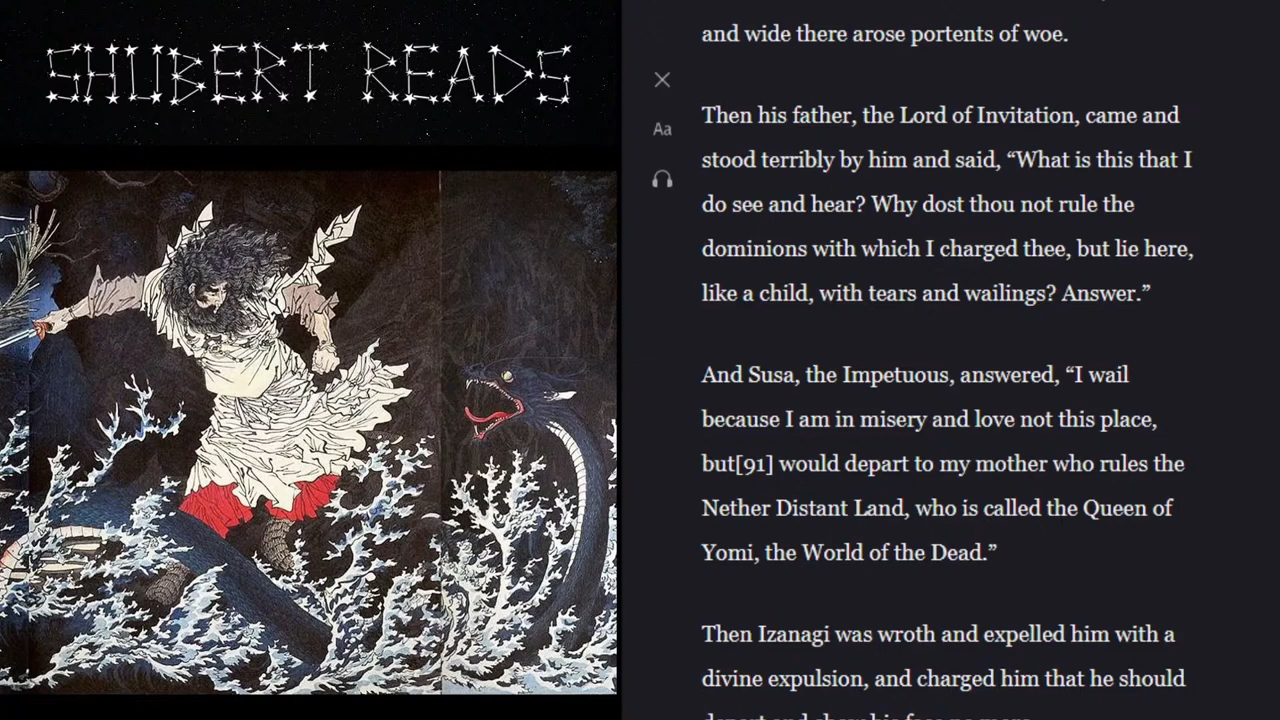 SHUBERT READS
and wide there arose portents of woe.
Aa
Then his father, the Lord of Invitation, came and
stood terribly by him and said, “What is this that I
do see and hear? Why dost thou not rule the
dominions with which I charged thee, but lie here,
like a child, with tears and wailings? Answer.”
And Susa, the Impetuous, answered, “I wail
because I am in misery and love not this place,
but[91] would depart to my mother who rules the
Nether Distant Land, who is called the Queen of
Yomi, the World of the Dead.”
Then Izanagi was wroth and expelled him with a
divine expulsion, and charged him that he should